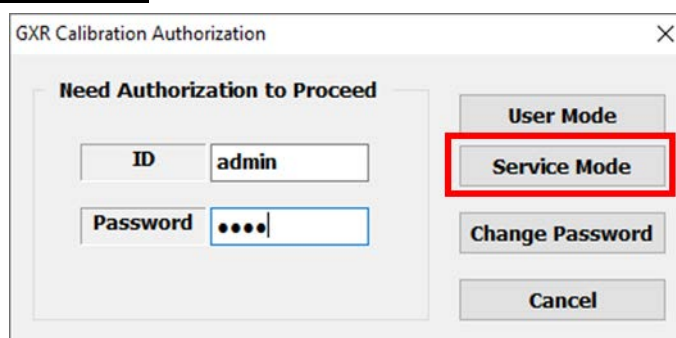 GXR Calibration Authorization
Need Authorization to Proceed
ID
admin
Password
••••
User Mode
Service Mode
Change Password
Cancel